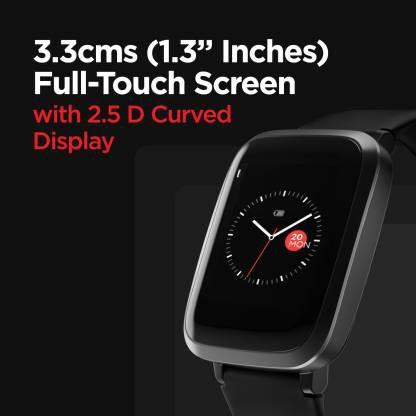 3.3cms (1.3” Inches)
Full-Touch Screen
with 2.5 D Curved
Display
20
MON